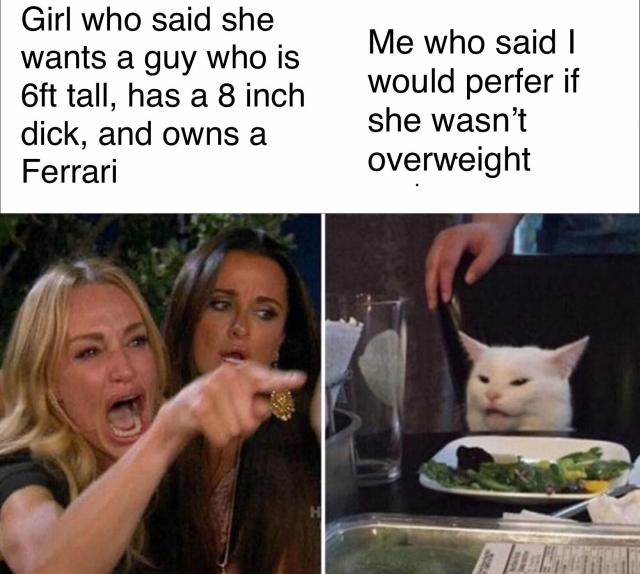 Girl who said she
wants a guy who is
6ft tall, has a 8 inch
dick, and owns a
Ferrari
Me who said I
would perfer if
she wasn't
overweight
.
H